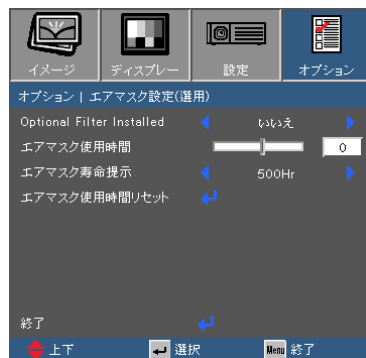 イメージ
ディスプレー
設定
オプション
オプション | エアマスク設定(選用)
Optional Filter Installed いいえ
エアマスク使用時間 0
エアマスク寿命提示 500Hr
エアマスク使用時間リセット
終了
上下 選択 Menu 終了